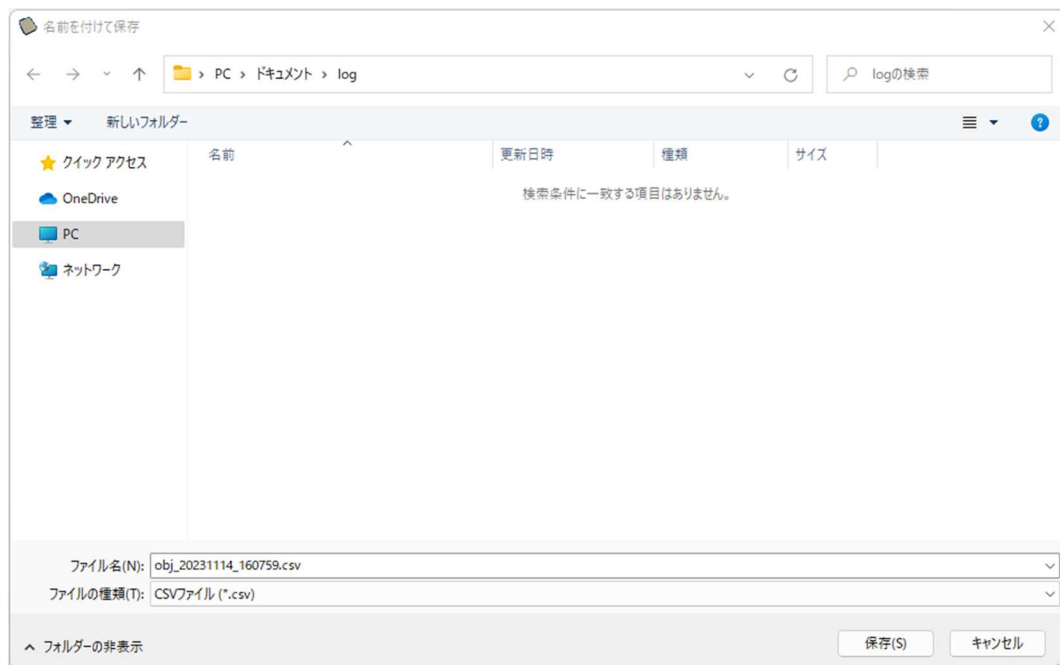 名前を付けて保存
PC › ドキュメント › log
logの検索
整理 新しいフォルダー
クイック アクセス
OneDrive
PC
ネットワーク
名前 更新日時 種類 サイズ
検索条件に一致する項目はありません。
ファイル名(N): obj_20231114_160759.csv
ファイルの種類(T): CSVファイル (*.csv)
フォルダーの非表示
保存(S) キャンセル